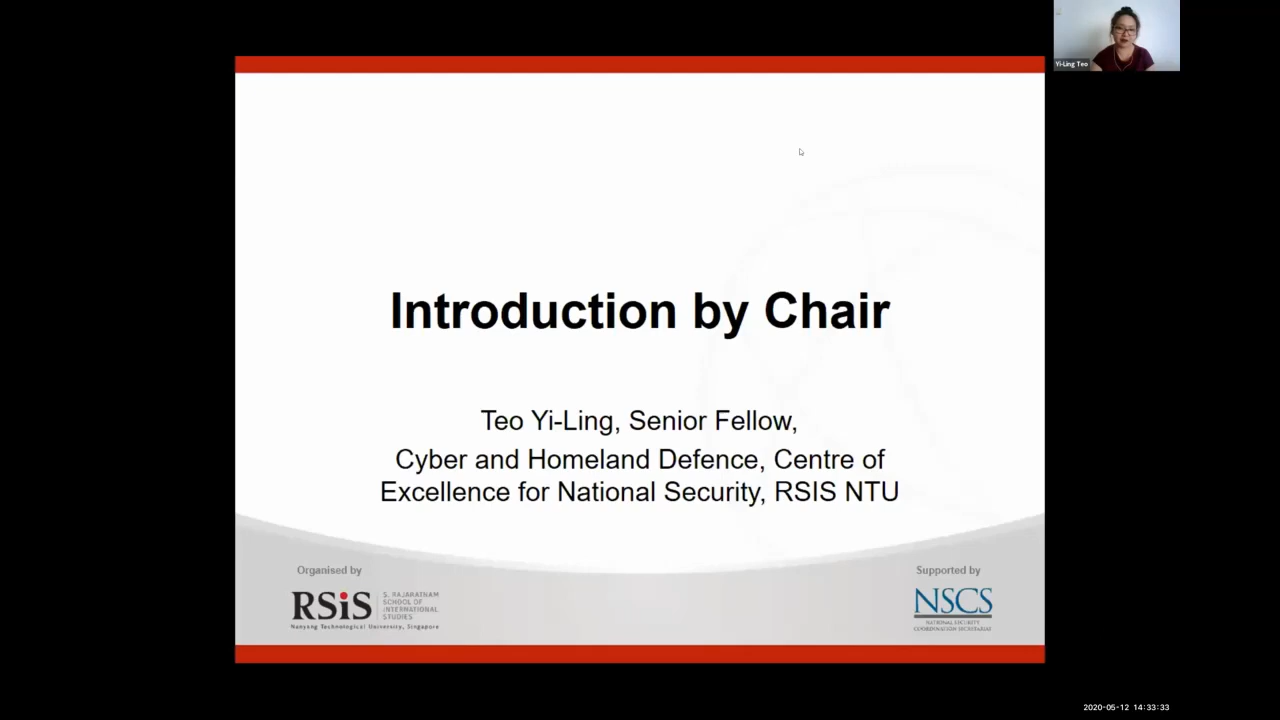 Yi-Ling Teo
Introduction by Chair
Teo Yi-Ling, Senior Fellow,
Cyber and Homeland Defence, Centre of
Excellence for National Security, RSIS NTU
Organised by
RSiS
S. RAJARATNAM
SCHOOL OF
INTERNATIONAL
STUDIES
Nanyang Technological University, Singapore
Supported by
NSCS
NATIONAL SECURITY
COORDINATION SECRETARIAT
2020-05-12 14:33:33